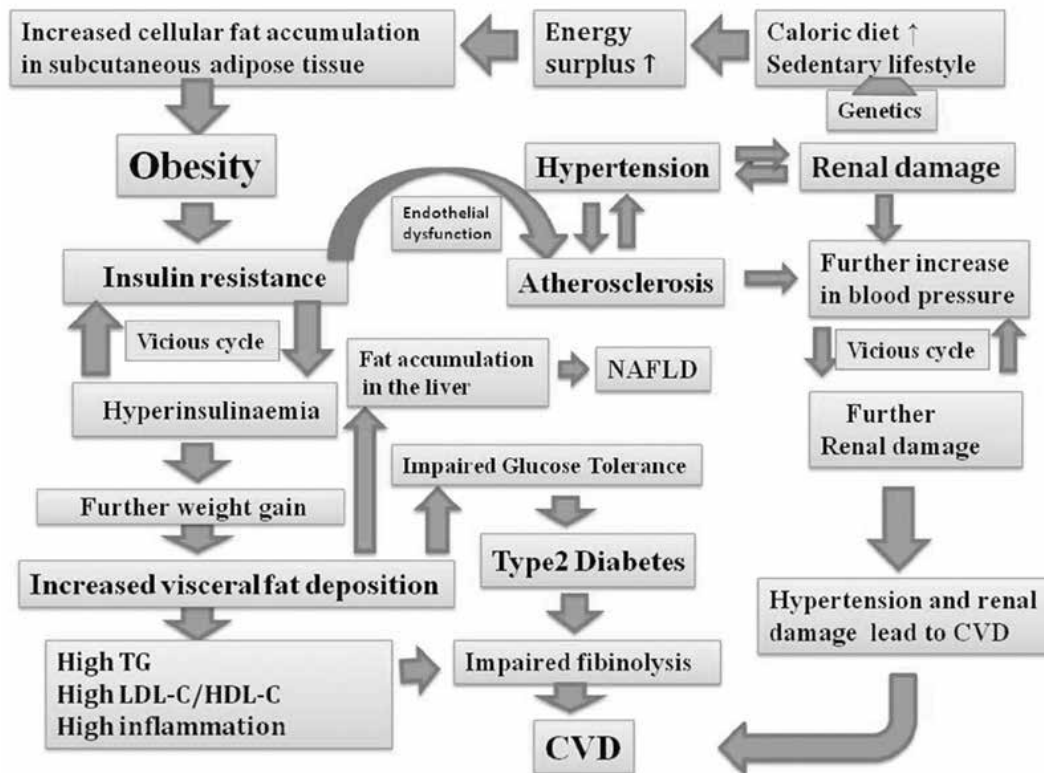 Increased cellular fat accumulation
in subcutaneous adipose tissue
Energy
surplus ↑
Caloric diet ↑
Sedentary lifestyle
Genetics
Obesity
Hypertension
Renal damage
Endothelial
dysfunction
Insulin resistance
Atherosclerosis
Further increase
in blood pressure
Vicious cycle
Fat accumulation
in the liver
NAFLD
Vicious cycle
Hyperinsulinaemia
Further
Renal damage
Impaired Glucose Tolerance
Further weight gain
Type2 Diabetes
Increased visceral fat deposition
Hypertension and renal
damage lead to CVD
High TG
High LDL-C/HDL-C
High inflammation
Impaired fibinolysis
CVD